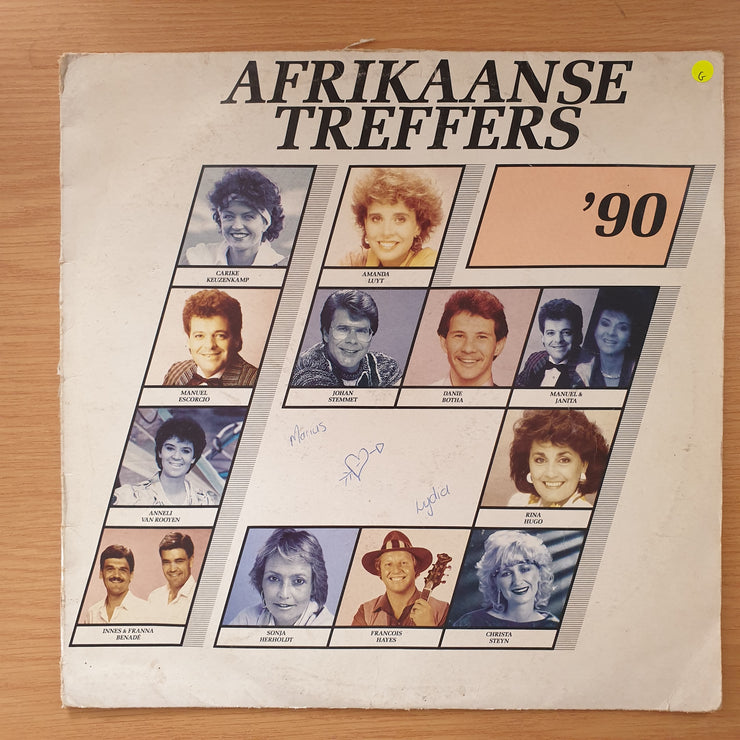 AFRIKAANSE
TREFFERS
G
'90
CARIKE
KEUZENKAMP
AMANDA
LUYT
MANUEL
ESCORCIO
JOHAN
STEMMET
DANIE
BOTHA
MANUEL &
JANITA
Marius
Lydia
ANNELI
VAN ROOYEN
RINA
HUGO
INNES & FRANNA
BENADÉ
SONJA
HERHOLDT
FRANCOIS
HAYES
CHRISTA
STEYN